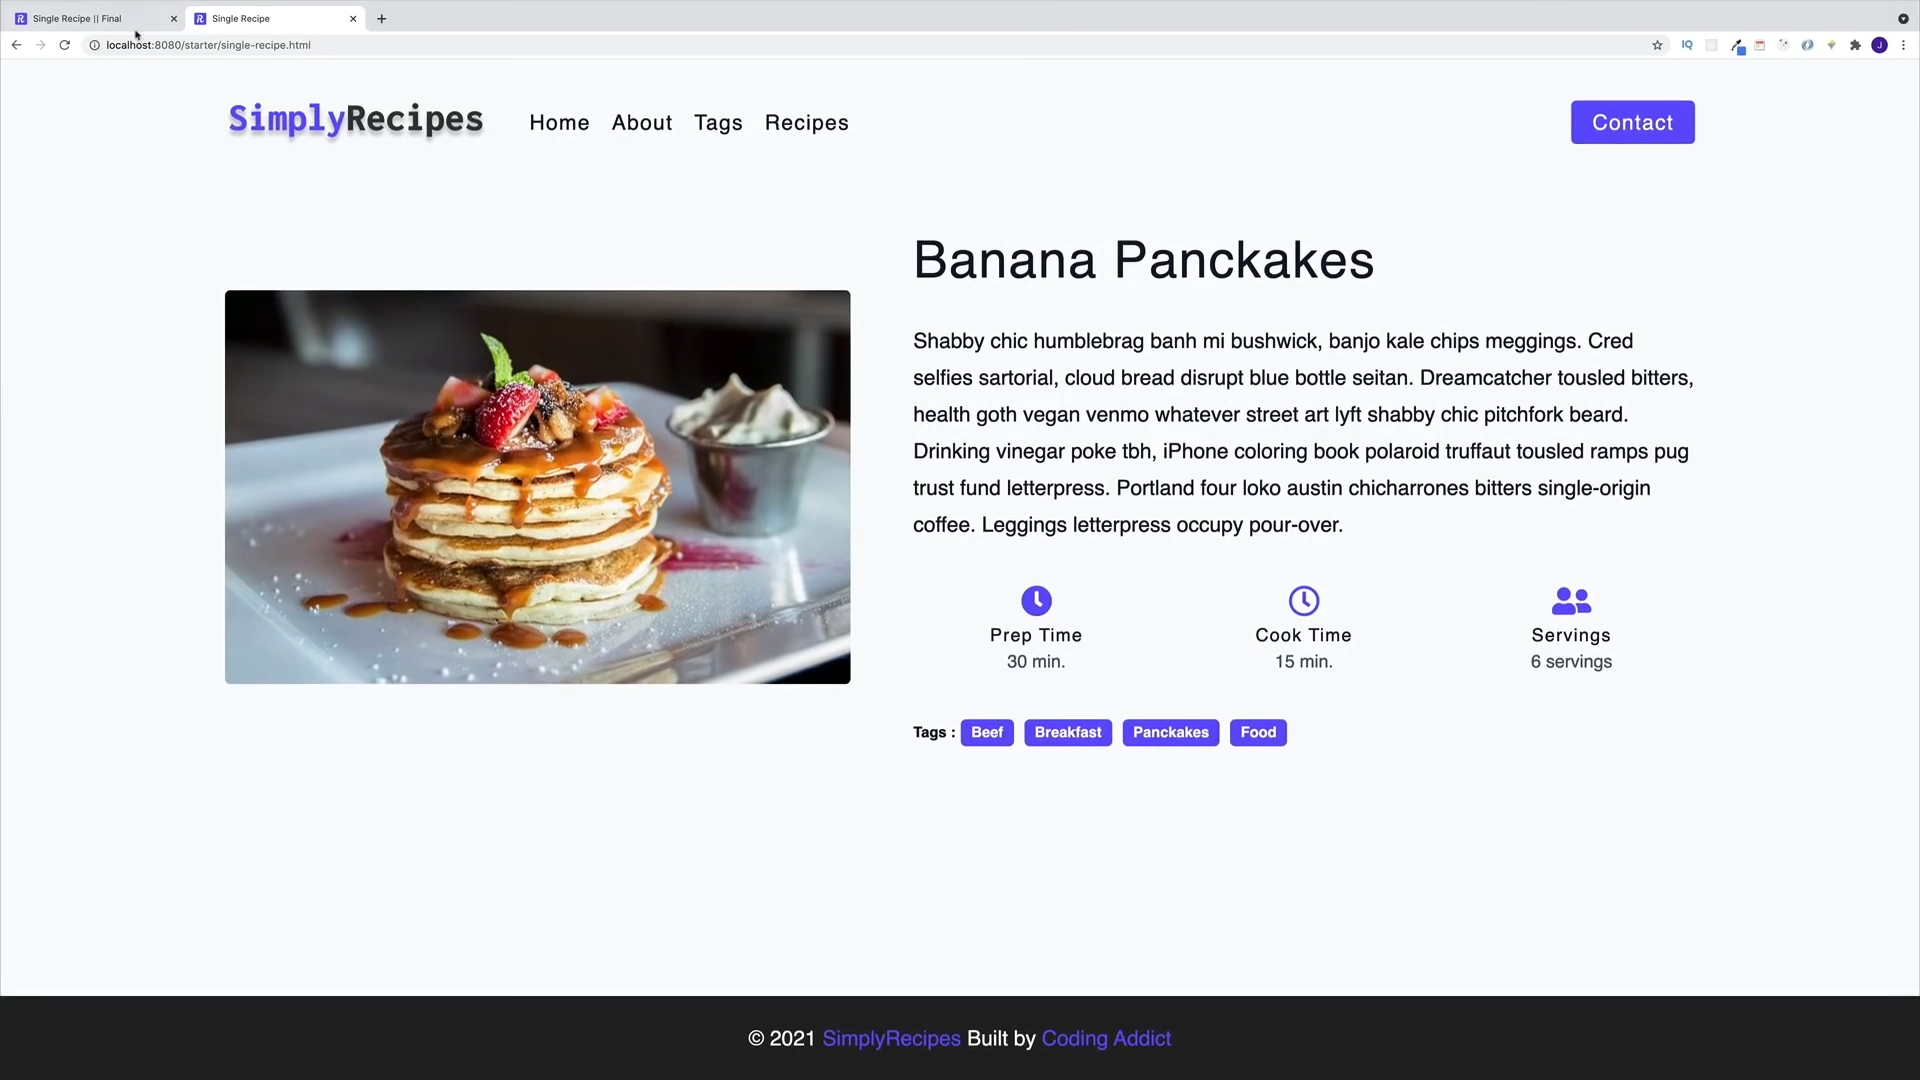 Single Recipe || Final
Single Recipe
localhost:8080/starter/single-recipe.html
IQ
J
SimplyRecipes
Home About Tags Recipes
Contact
Banana Panckakes
Shabby chic humblebrag banh mi bushwick, banjo kale chips meggings. Cred
selfies sartorial, cloud bread disrupt blue bottle seitan. Dreamcatcher tousled bitters,
health goth vegan venmo whatever street art lyft shabby chic pitchfork beard.
Drinking vinegar poke tbh, iPhone coloring book polaroid truffaut tousled ramps pug
trust fund letterpress. Portland four loko austin chicharrones bitters single-origin
coffee. Leggings letterpress occupy pour-over.
Prep Time
30 min.
Cook Time
15 min.
Servings
6 servings
Tags : Beef Breakfast Panckakes Food
© 2021 SimplyRecipes Built by Coding Addict